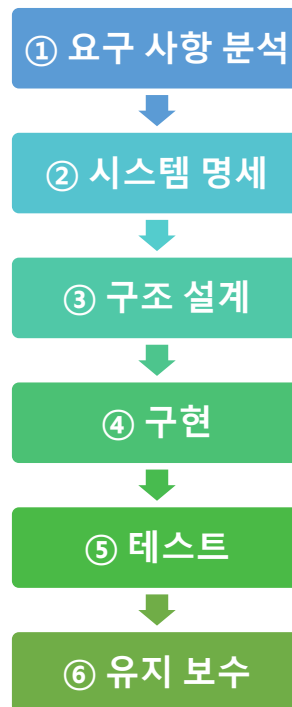 ① 요구 사항 분석
② 시스템 명세
③ 구조 설계
④ 구현
⑤ 테스트
⑥ 유지 보수